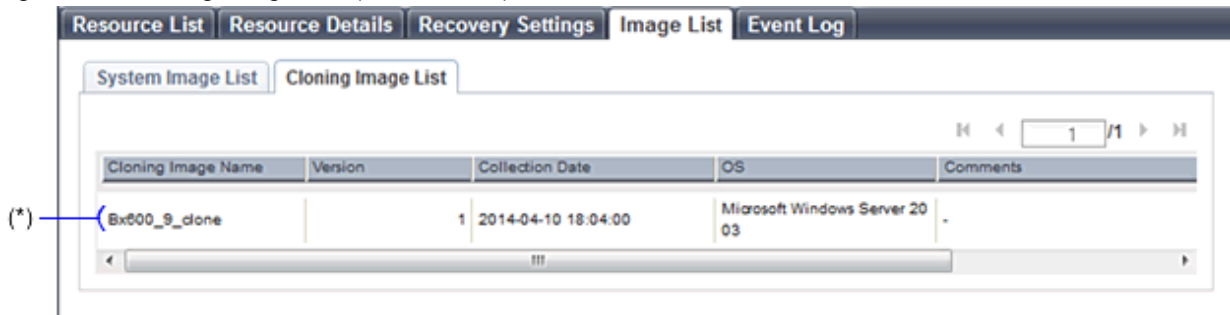 Resource List Resource Details Recovery Settings Image List Event Log
System Image List Cloning Image List
1 /1
Cloning Image Name Version Collection Date OS Comments
(*) Bx600_9_clone 1 2014-04-10 18:04:00 Microsoft Windows Server 20 -
03